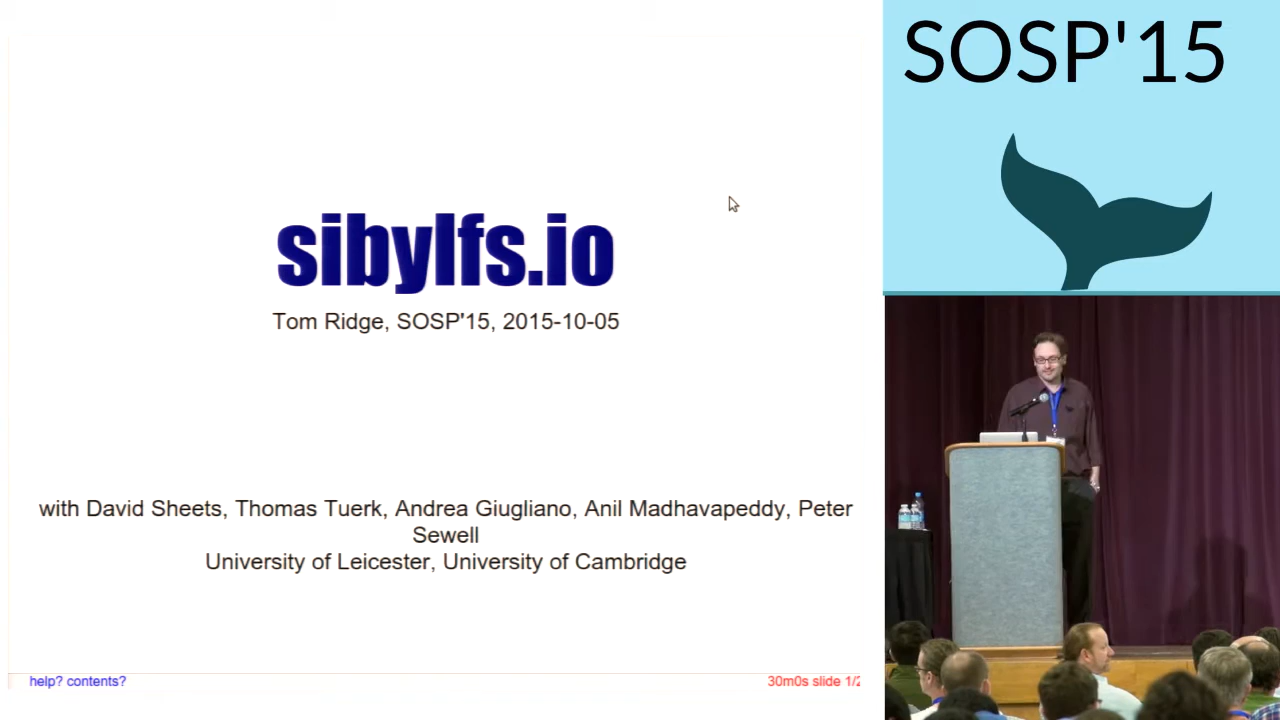 sibylfs.io
Tom Ridge, SOSP'15, 2015-10-05
with David Sheets, Thomas Tuerk, Andrea Giugliano, Anil Madhavapeddy, Peter
Sewell
University of Leicester, University of Cambridge
help? contents?
30m0s slide 1/2
SOSP'15